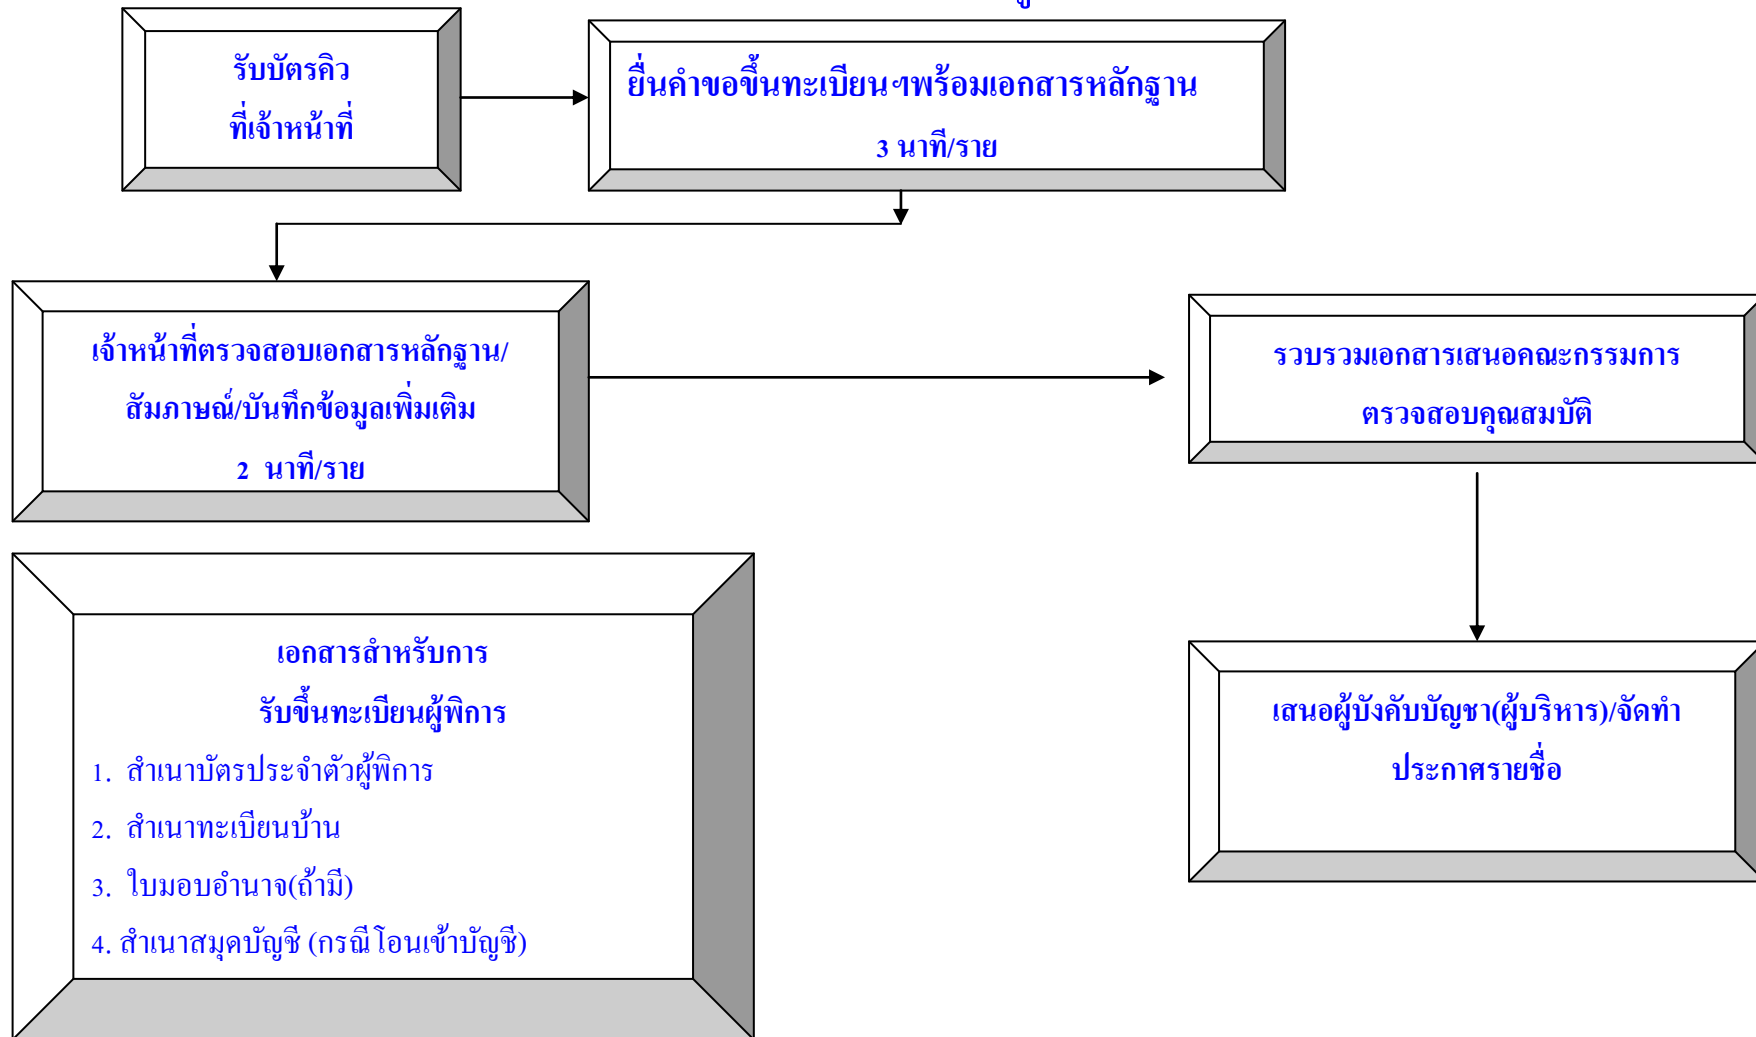 รับบัตรคิว
ที่เจ้าหน้าที่
ยื่นคำขอขึ้นทะเบียนฯพร้อมเอกสารหลักฐาน
3 นาที/ราย
เจ้าหน้าที่ตรวจสอบเอกสารหลักฐาน/
สัมภาษณ์/บันทึกข้อมูลเพิ่มเติม
2 นาที/ราย
รวบรวมเอกสารเสนอคณะกรรมการ
ตรวจสอบคุณสมบัติ
เอกสารสำหรับการ
รับขึ้นทะเบียนผู้พิการ
1. สำเนาบัตรประจำตัวผู้พิการ
2. สำเนาทะเบียนบ้าน
3. ใบมอบอำนาจ(ถ้ามี)
4. สำเนาสมุดบัญชี (กรณีโอนเข้าบัญชี)
เสนอผู้บังคับบัญชา(ผู้บริหาร)/จัดทำ
ประกาศรายชื่อ